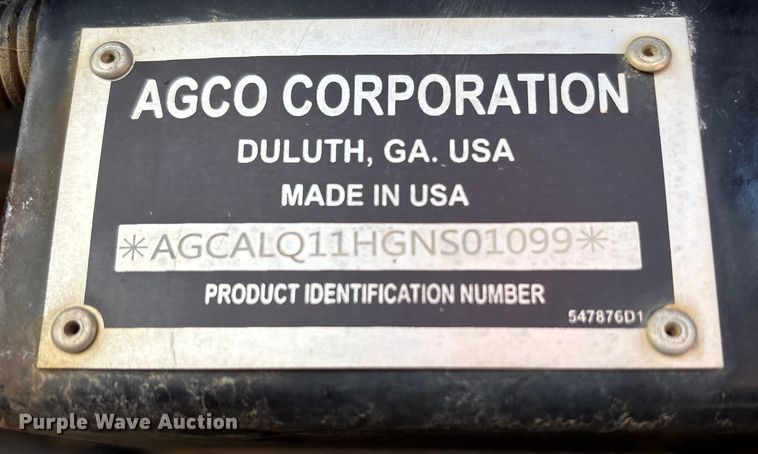 AGCO CORPORATION
DULUTH, GA. USA
MADE IN USA
*AGCALQ11HGNS01099*
PRODUCT IDENTIFICATION NUMBER
547876D1
Purple Wave Auction